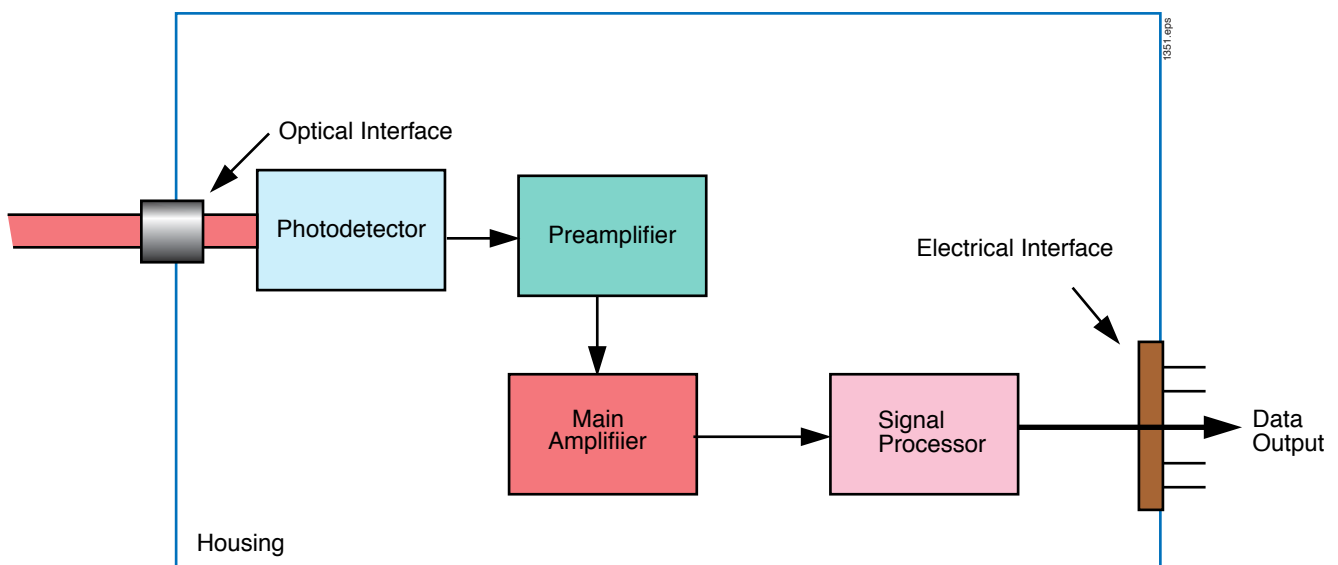 1351.eps
Optical Interface
Photodetector
Preamplifier
Electrical Interface
Main
Amplifiier
Signal
Processor
Data
Output
Housing